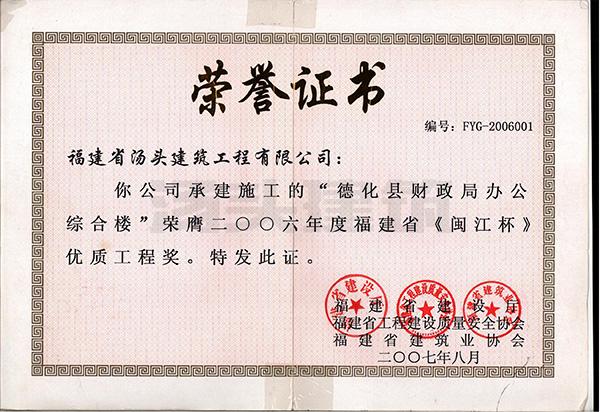 荣誉证书
编号：FYG-2006001
福建省汤头建筑工程有限公司：
你公司承建施工的“德化县财政局办公
综合楼”荣膺二〇〇六年度福建省《闽江杯》
优质工程奖。特发此证。
福建省建设厅
福建省工程建设质量安全协会
福建省建筑业协会
二〇〇七年八月